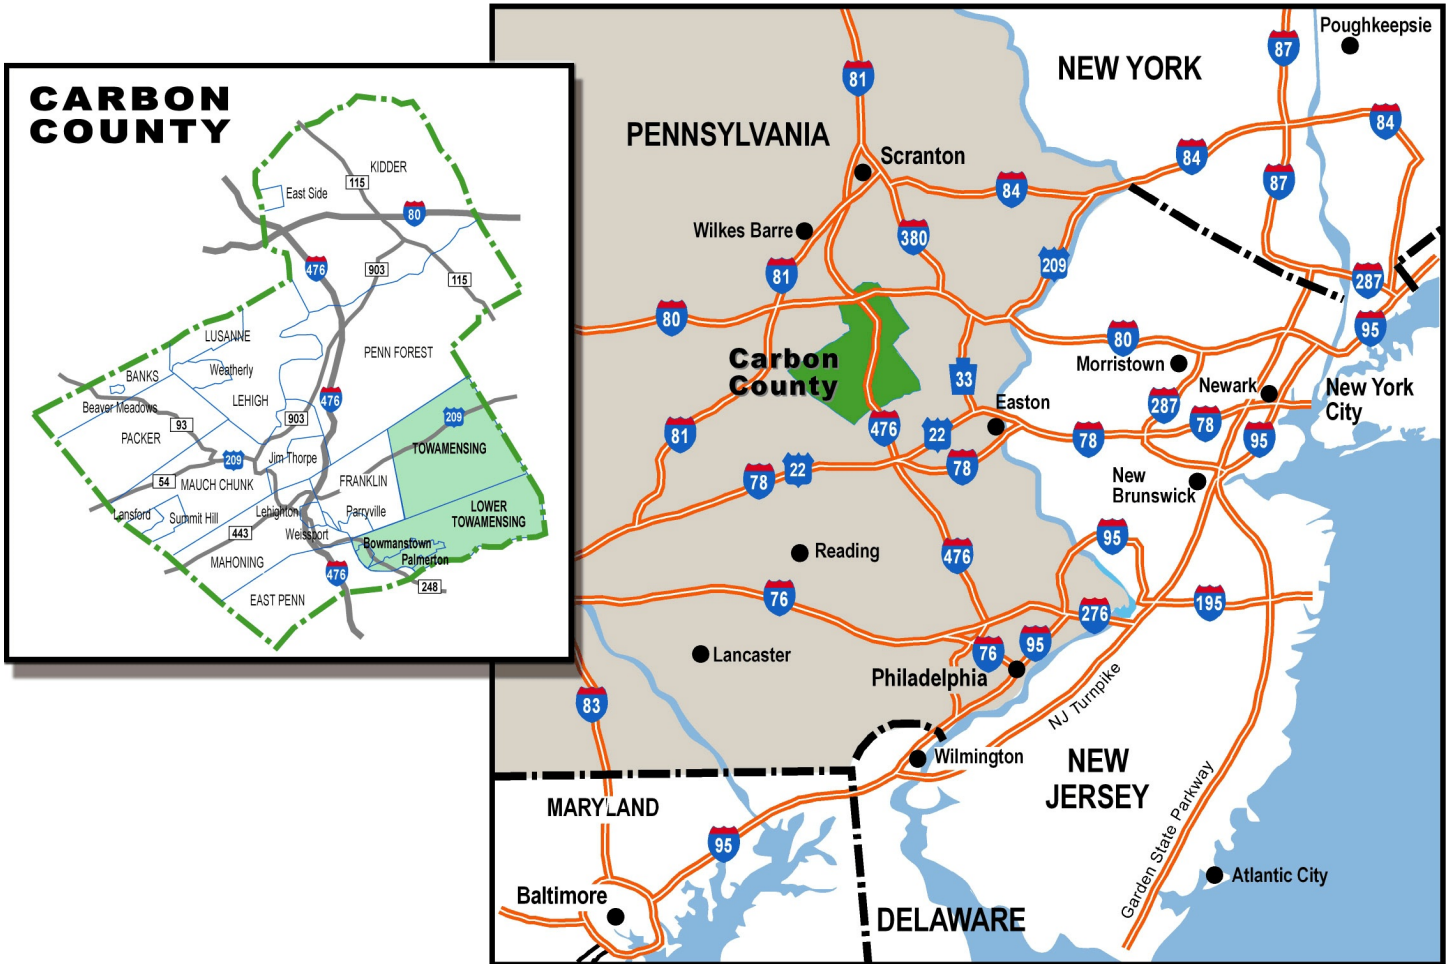 CARBON
COUNTY
KIDDER
115
East Side
80
476
903
115
LUSANNE
PENN FOREST
Weatherly
BANKS
476
LEHIGH
Beaver Meadows
903
209
93
PACKER
TOWAMENSING
Jim Thorpe
209
54
MAUCH CHUNK
FRANKLIN
LOWER
TOWAMENSING
Lansford
Summit Hill
Lehighton
Parryville
443
Weissport
Bowmanstown
Palmerton
MAHONING
476
248
EAST PENN
Poughkeepsie
87
NEW YORK
81
84
PENNSYLVANIA
Scranton
84
87
84
Wilkes Barre
380
209
81
287
80
95
80
Carbon
County
Morristown
33
Newark
New York
City
287
Easton
78
476
22
81
78
95
22
78
78
New
Brunswick
95
Reading
476
76
276
195
95
76
Lancaster
Philadelphia
83
NJ Turnpike
Wilmington
NEW
JERSEY
MARYLAND
Garden State Parkway
95
Atlantic City
Baltimore
DELAWARE